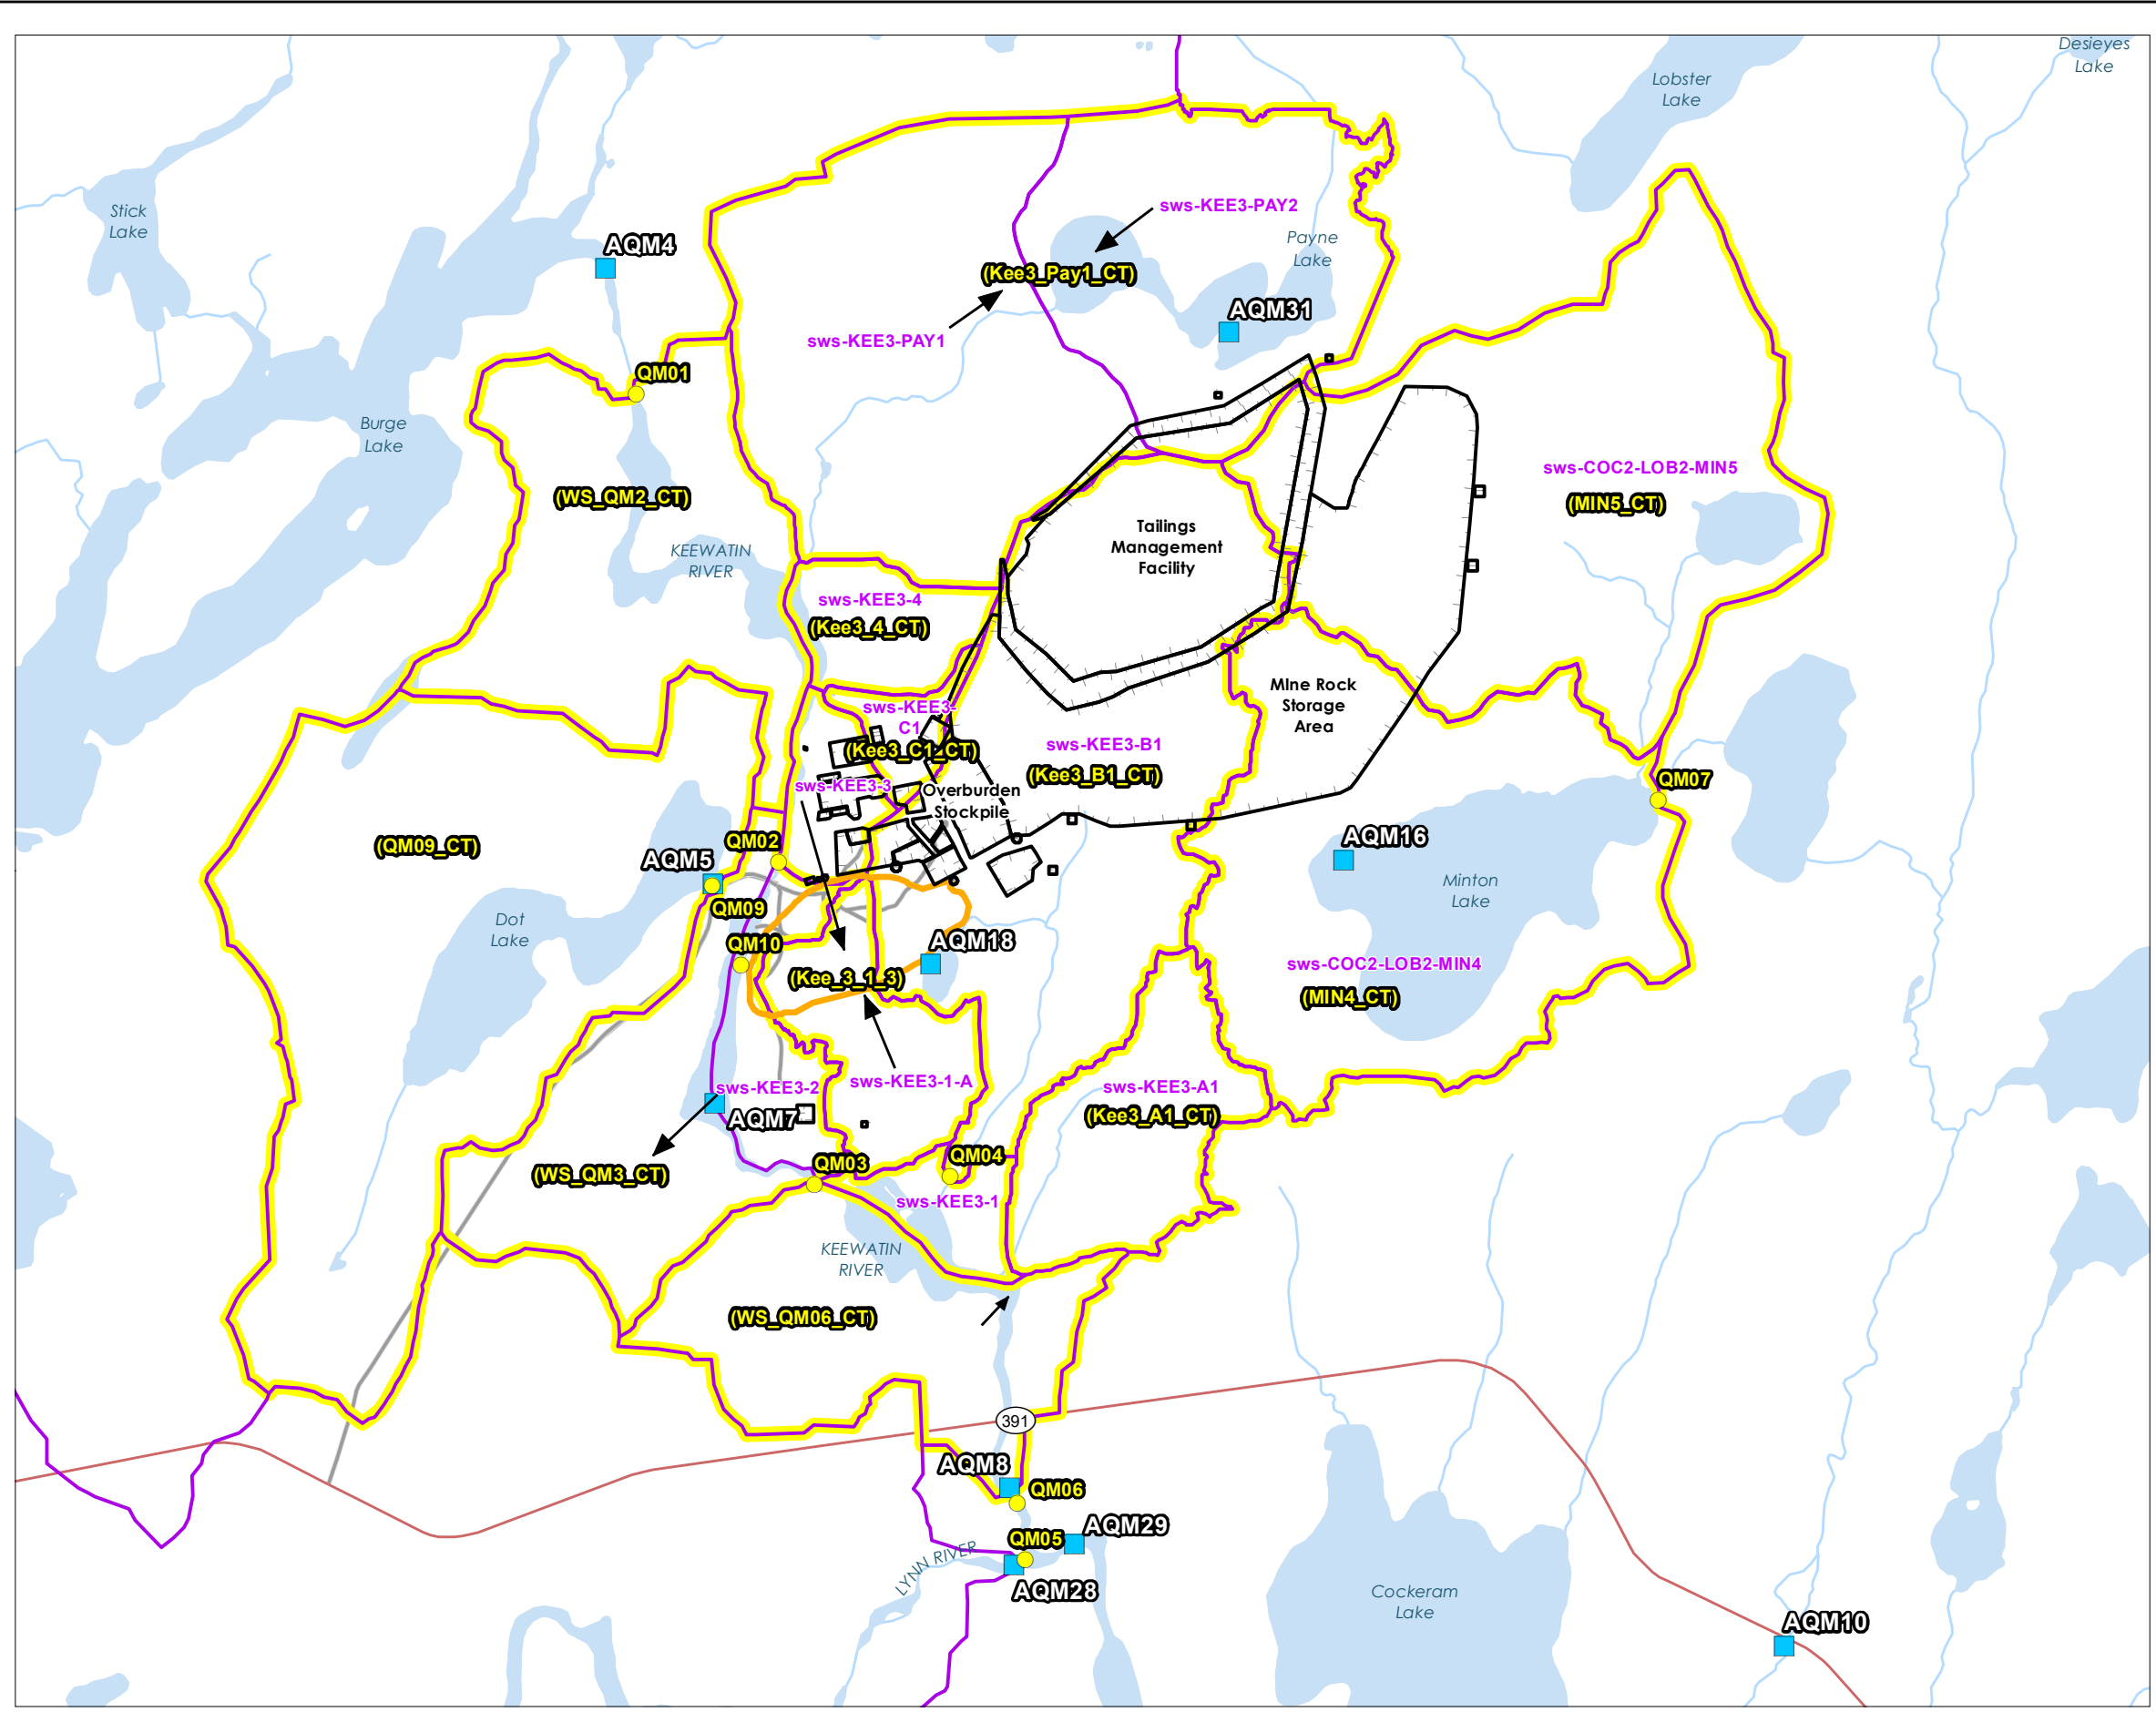 Desieyes
Lake
Lobster
Lake
Stick
Lake
sws-KEE3-PAY2
AQM4
Payne
Lake
(Kee3_Pay1_CT)
AQM31
sws-KEE3-PAY1
QM01
Burge
Lake
sws-COC2-LOB2-MIN5
(WS_QM2_CT)
(MIN5_CT)
Tailings
Management
Facility
KEEWATIN
RIVER
sws-KEE3-4
(Kee3_4_CT)
MIne Rock
Storage
Area
sws-KEE3-
C1
(Kee3_C1_CT)
sws-KEE3-B1
(Kee3_B1_CT)
sws-KEE3-3
Overburden
Stockpile
QM07
QM02
(QM09_CT)
AQM5
AQM16
Minton
Lake
QM09
Dot
Lake
QM10
AQM18
(Kee_3_1_3)
sws-COC2-LOB2-MIN4
(MIN4_CT)
sws-KEE3-2
sws-KEE3-1-A
sws-KEE3-A1
(Kee3_A1_CT)
AQM7
QM03
QM04
(WS_QM3_CT)
sws-KEE3-1
KEEWATIN
RIVER
(WS_QM06_CT)
391
AQM8
QM06
AQM29
QM05
LYNN RIVER
AQM28
Cockeram
Lake
AQM10